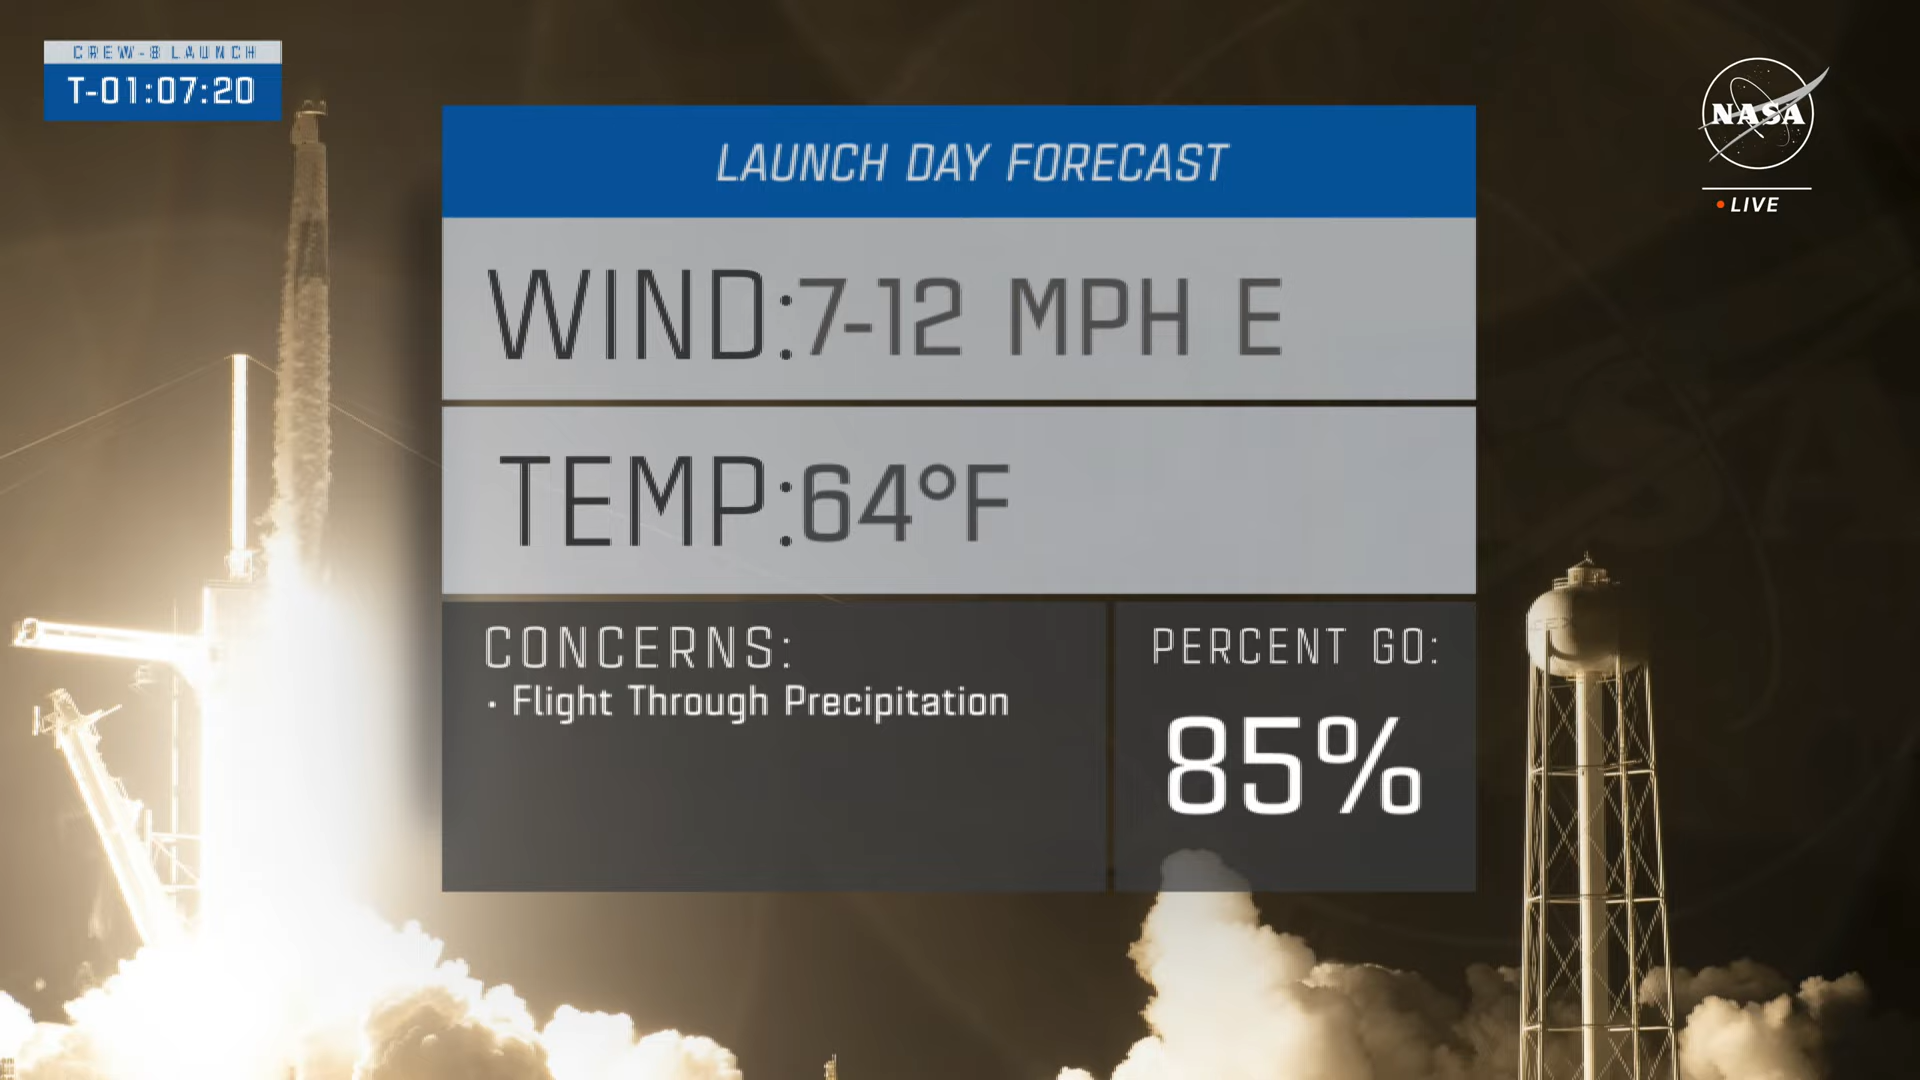 CREW-8 LAUNCH
T-01:07:20
NASA
LIVE
LAUNCH DAY FORECAST
WIND:7-12 MPH E
TEMP:64°F
CONCERNS:
· Flight Through Precipitation
PERCENT GO:
85%